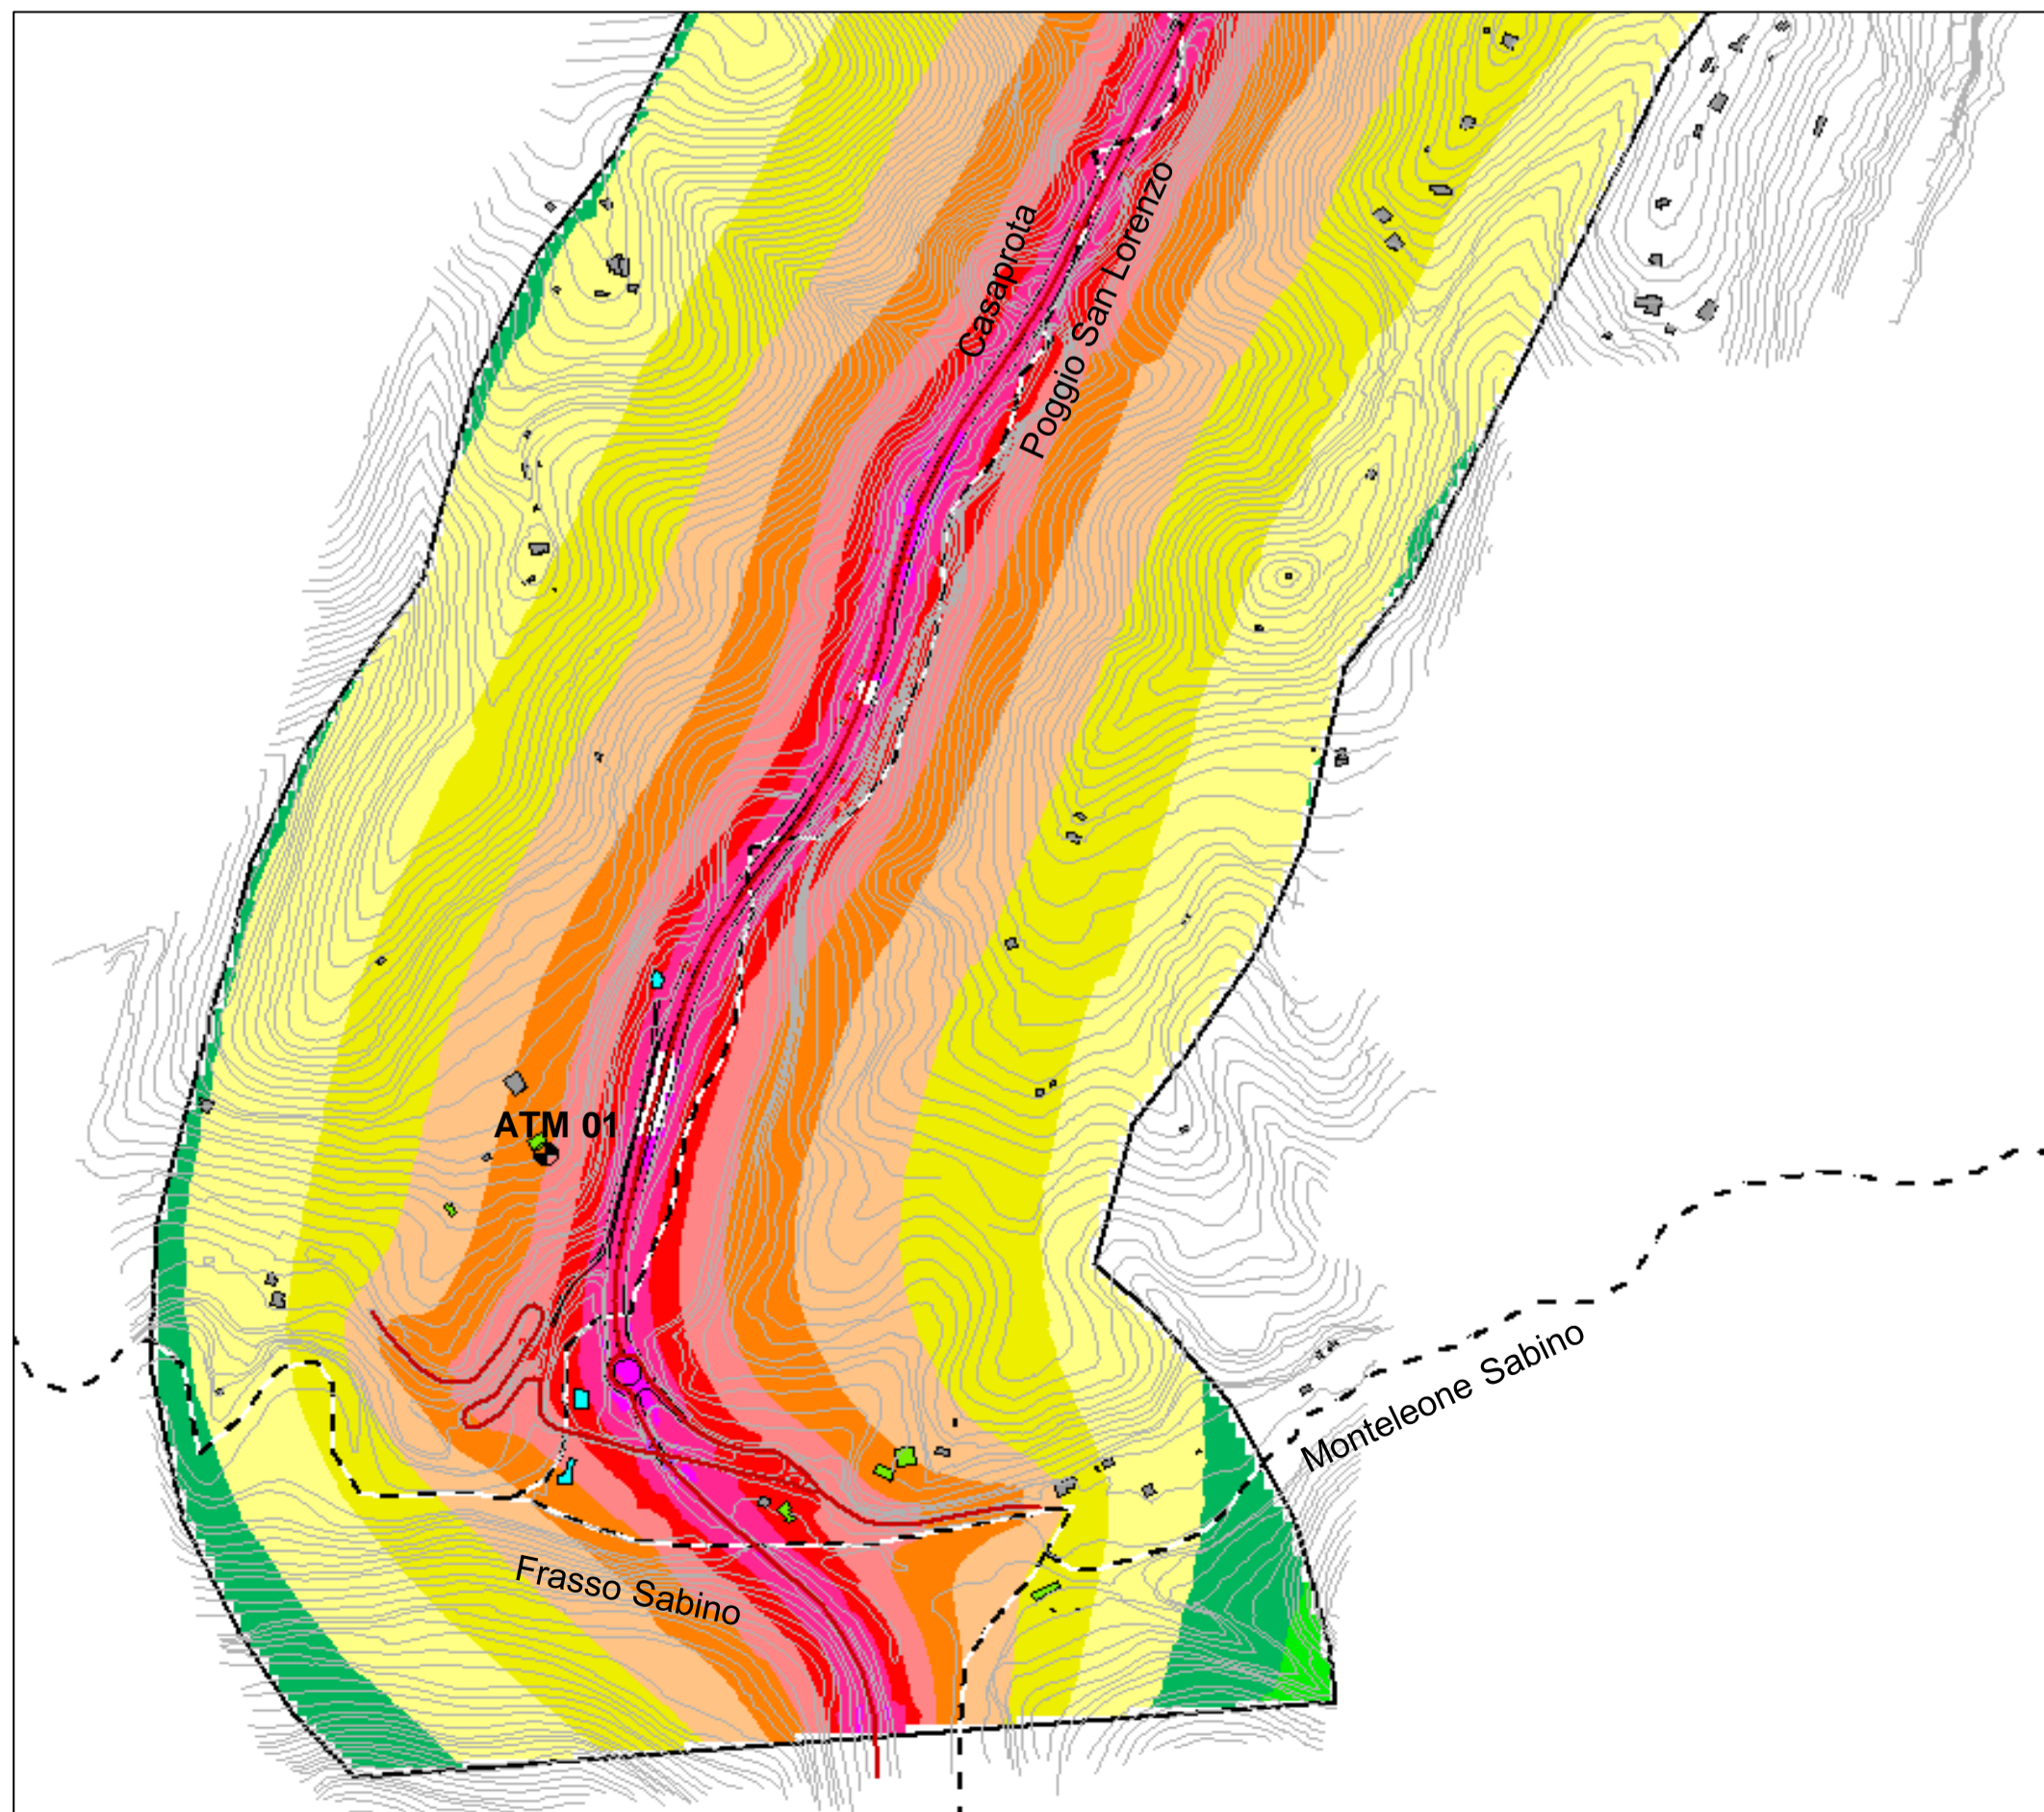 Casaprota
Poggio San Lorenzo
ATM 01
Monteleone Sabino
Frasso Sabino